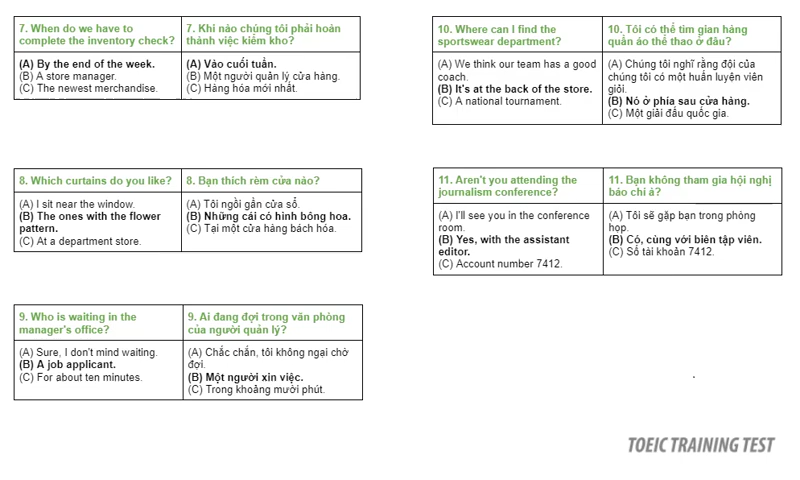 7. When do we have to
complete the inventory check?
7. Khi nào chúng tôi phải hoàn
thành việc kiểm kho?
(A) By the end of the week.
(B) A store manager.
(C) The newest merchandise.
(A) Vào cuối tuần.
(B) Một người quản lý cửa hàng.
(C) Hàng hóa mới nhất.
8. Which curtains do you like?
8. Bạn thích rèm cửa nào?
(A) I sit near the window.
(B) The ones with the flower
pattern.
(C) At a department store.
(A) Tôi ngồi gần cửa sổ.
(B) Những cái có hình bông hoa.
(C) Tại một cửa hàng bách hóa.
9. Who is waiting in the
manager's office?
9. Ai đang đợi trong văn phòng
của người quản lý?
(A) Sure, I don't mind waiting.
(B) A job applicant.
(C) For about ten minutes.
(A) Chắc chắn, tôi không ngại chờ
đợi.
(B) Một người xin việc.
(C) Trong khoảng mười phút.
10. Where can I find the
sportswear department?
10. Tôi có thể tìm gian hàng
quần áo thể thao ở đâu?
(A) We think our team has a good
coach.
(B) It's at the back of the store.
(C) A national tournament.
(A) Chúng tôi nghĩ rằng đội của
chúng tôi có một huấn luyện viên
giỏi.
(B) Nó ở phía sau cửa hàng.
(C) Một giải đấu quốc gia.
11. Aren't you attending the
journalism conference?
11. Bạn không tham gia hội nghị
báo chí à?
(A) I'll see you in the conference
room.
(B) Yes, with the assistant
editor.
(C) Account number 7412.
(A) Tôi sẽ gặp bạn trong phòng
họp.
(B) Có, cùng với biên tập viên.
(C) Số tài khoản 7412.
TOEIC TRAINING TEST